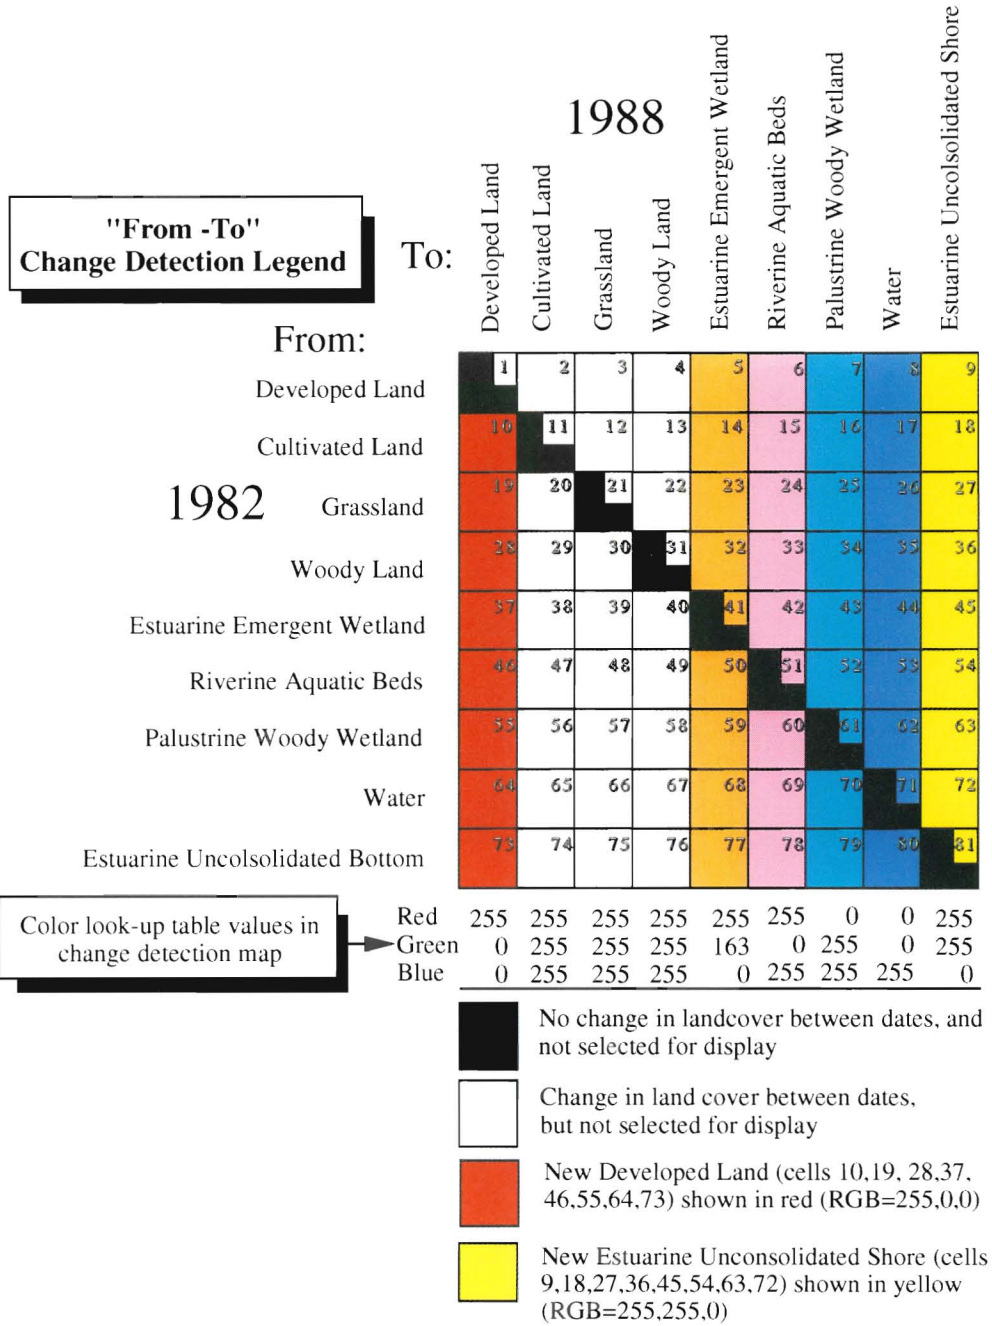 1988
"From -To"
Change Detection Legend
To:
Developed Land
Cultivated Land
Grassland
Woody Land
Estuarine Emergent Wetland
Riverine Aquatic Beds
Palustrine Woody Wetland
Water
Estuarine Uncolsolidated Shore
From:
1982
Developed Land 1 2 3 4 5 6 7 8 9
Cultivated Land 10 11 12 13 14 15 16 17 18
Grassland 19 20 21 22 23 24 25 26 27
Woody Land 28 29 30 31 32 33 34 35 36
Estuarine Emergent Wetland 37 38 39 40 41 42 43 44 45
Riverine Aquatic Beds 46 47 48 49 50 51 52 53 54
Palustrine Woody Wetland 55 56 57 58 59 60 61 62 63
Water 64 65 66 67 68 69 70 71 72
Estuarine Uncolsolidated Bottom 73 74 75 76 77 78 79 80 81
Color look-up table values in
change detection map
Red 255 255 255 255 255 255 0 0 255
Green 0 255 255 255 163 0 255 0 255
Blue 0 255 255 255 0 255 255 255 0
No change in landcover between dates, and
not selected for display
Change in land cover between dates,
but not selected for display
New Developed Land (cells 10,19, 28,37,
46,55,64,73) shown in red (RGB=255,0,0)
New Estuarine Unconsolidated Shore (cells
9,18,27,36,45,54,63,72) shown in yellow
(RGB=255,255,0)